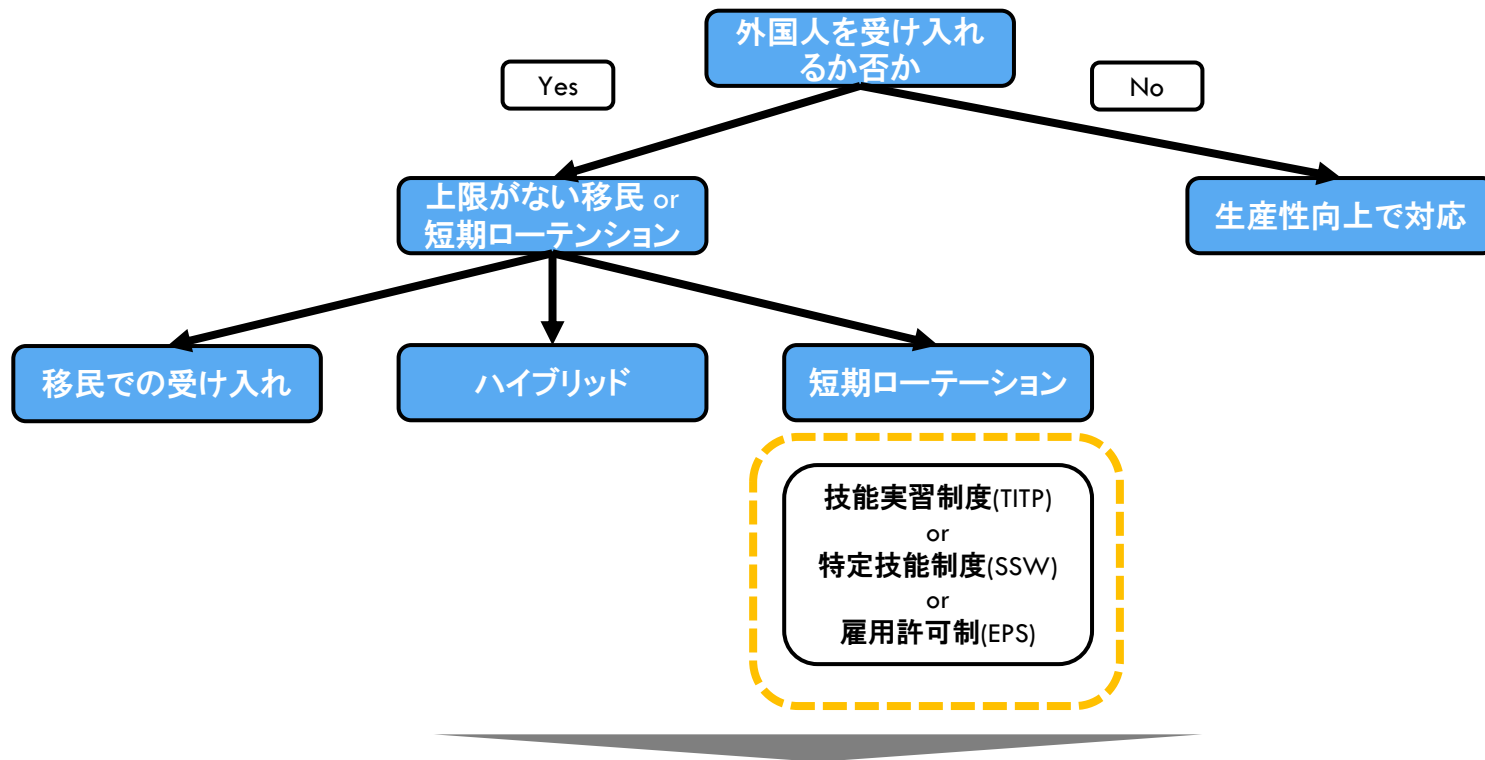 外国人を受け入れ
るか否か
Yes
No
上限がない移民 or
短期ローテンション
生産性向上で対応
移民での受け入れ
ハイブリッド
短期ローテーション
技能実習制度(TITP)
or
特定技能制度(SSW)
or
雇用許可制(EPS)